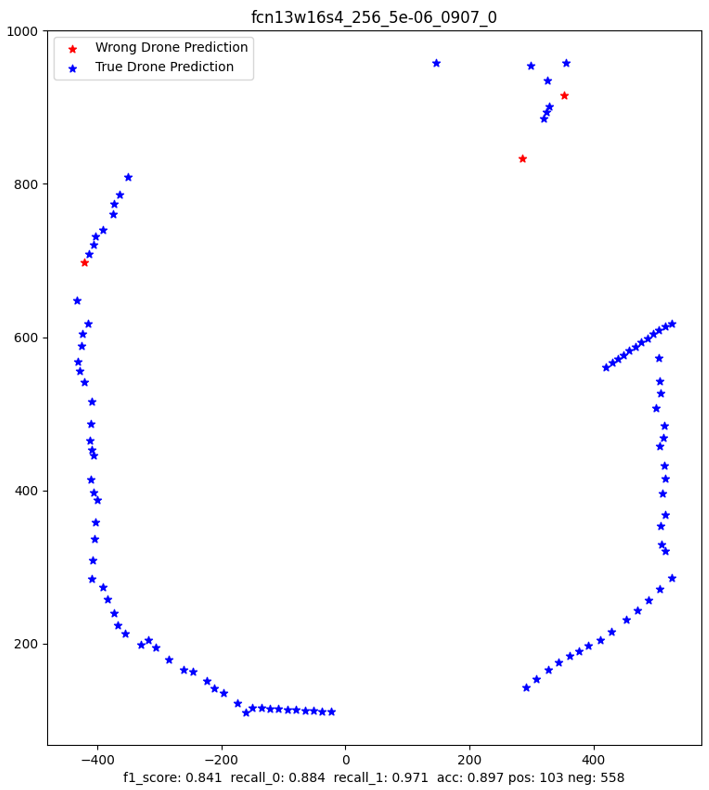 fcn13w16s4_256_5e-06_0907_0
Wrong Drone Prediction
True Drone Prediction
1000
800
600
400
200
−400 −200 0 200 400
f1_score: 0.841 recall_0: 0.884 recall_1: 0.971 acc: 0.897 pos: 103 neg: 558